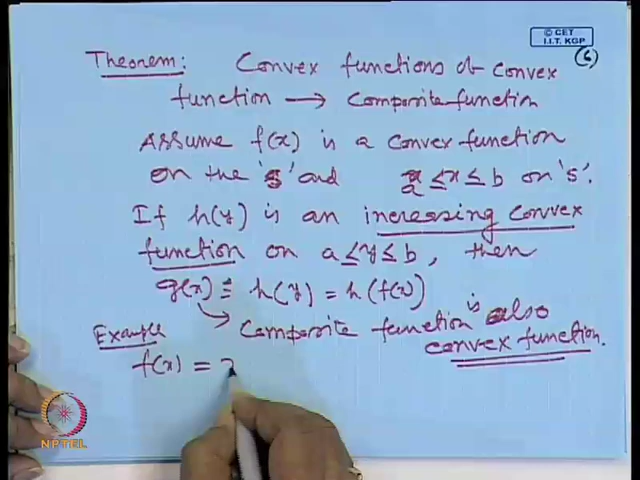 © CET
I.I.T. KGP
6
Theorem: Convex functions of convex
function → Composite function
Assume f(x) is a convex function
on the 's' and a ≤ x ≤ b on 's'.
If h(y) is an increasing convex
function on a ≤ y ≤ b, then
g(x) ≜ h(y) = h(f(x))
→ Composite function is also
convex function.
Example
f(x) =
NPTEL